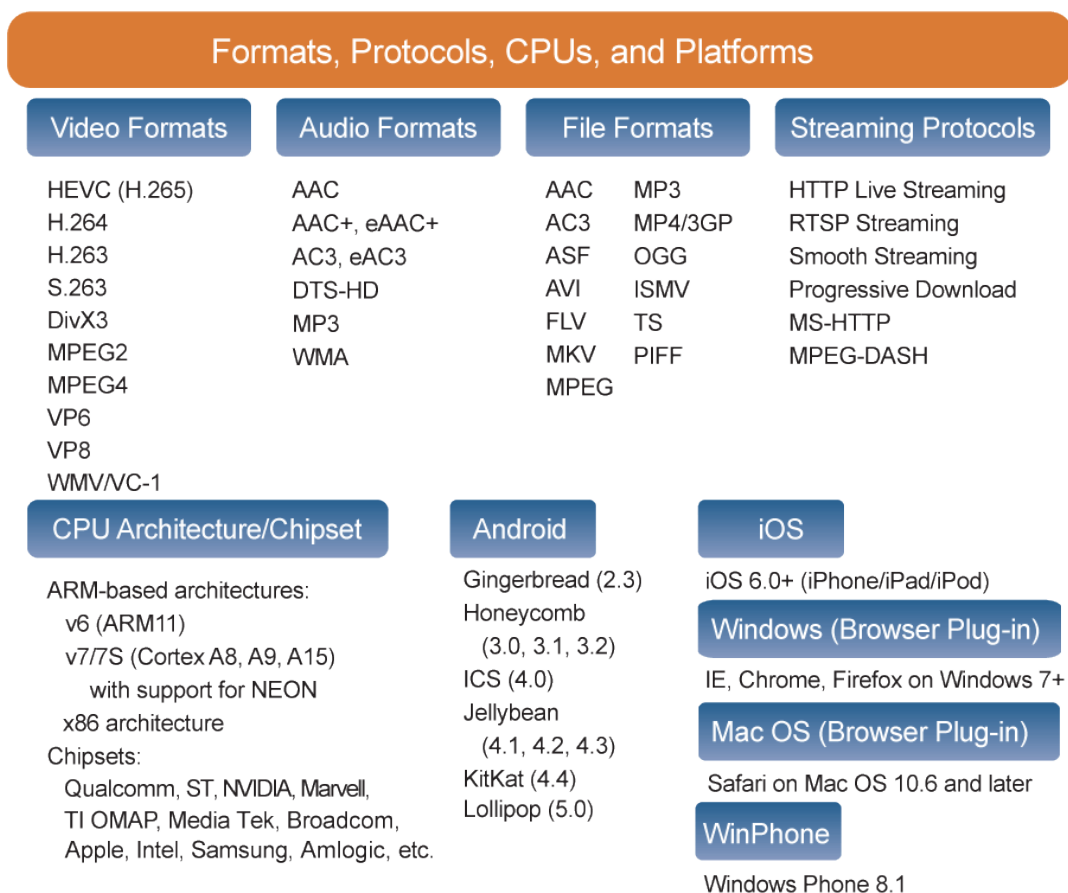 Formats, Protocols, CPUs, and Platforms
Video Formats
HEVC (H.265)
H.264
H.263
S.263
DivX3
MPEG2
MPEG4
VP6
VP8
WMV/VC-1
Audio Formats
AAC
AAC+, eAAC+
AC3, eAC3
DTS-HD
MP3
WMA
File Formats
AAC MP3
AC3 MP4/3GP
ASF OGG
AVI ISMV
FLV TS
MKV PIFF
MPEG
Streaming Protocols
HTTP Live Streaming
RTSP Streaming
Smooth Streaming
Progressive Download
MS-HTTP
MPEG-DASH
CPU Architecture/Chipset
ARM-based architectures:
v6 (ARM11)
v7/7S (Cortex A8, A9, A15)
with support for NEON
x86 architecture
Chipsets:
Qualcomm, ST, NVIDIA, Marvell,
TI OMAP, Media Tek, Broadcom,
Apple, Intel, Samsung, Amlogic, etc.
Android
Gingerbread (2.3)
Honeycomb
(3.0, 3.1, 3.2)
ICS (4.0)
Jellybean
(4.1, 4.2, 4.3)
KitKat (4.4)
Lollipop (5.0)
iOS
iOS 6.0+ (iPhone/iPad/iPod)
Windows (Browser Plug-in)
IE, Chrome, Firefox on Windows 7+
Mac OS (Browser Plug-in)
Safari on Mac OS 10.6 and later
WinPhone
Windows Phone 8.1